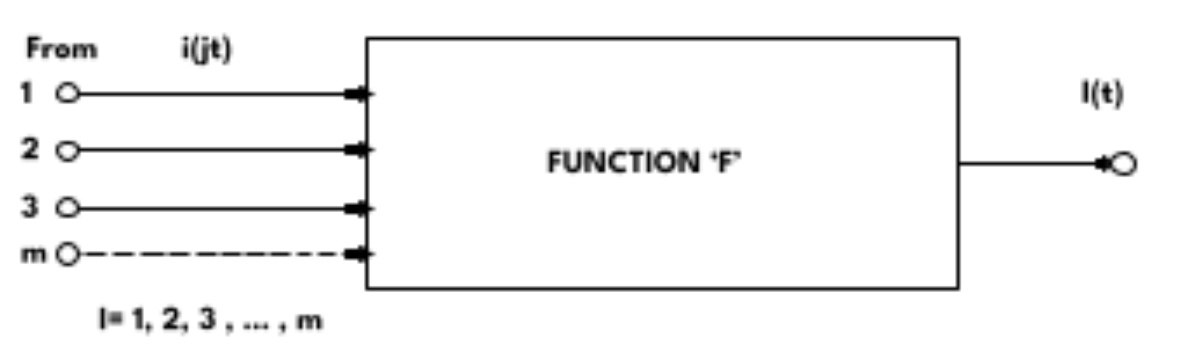 From i(jt)
1
2
3
m
I= 1, 2, 3 , ... , m
FUNCTION 'F'
I(t)